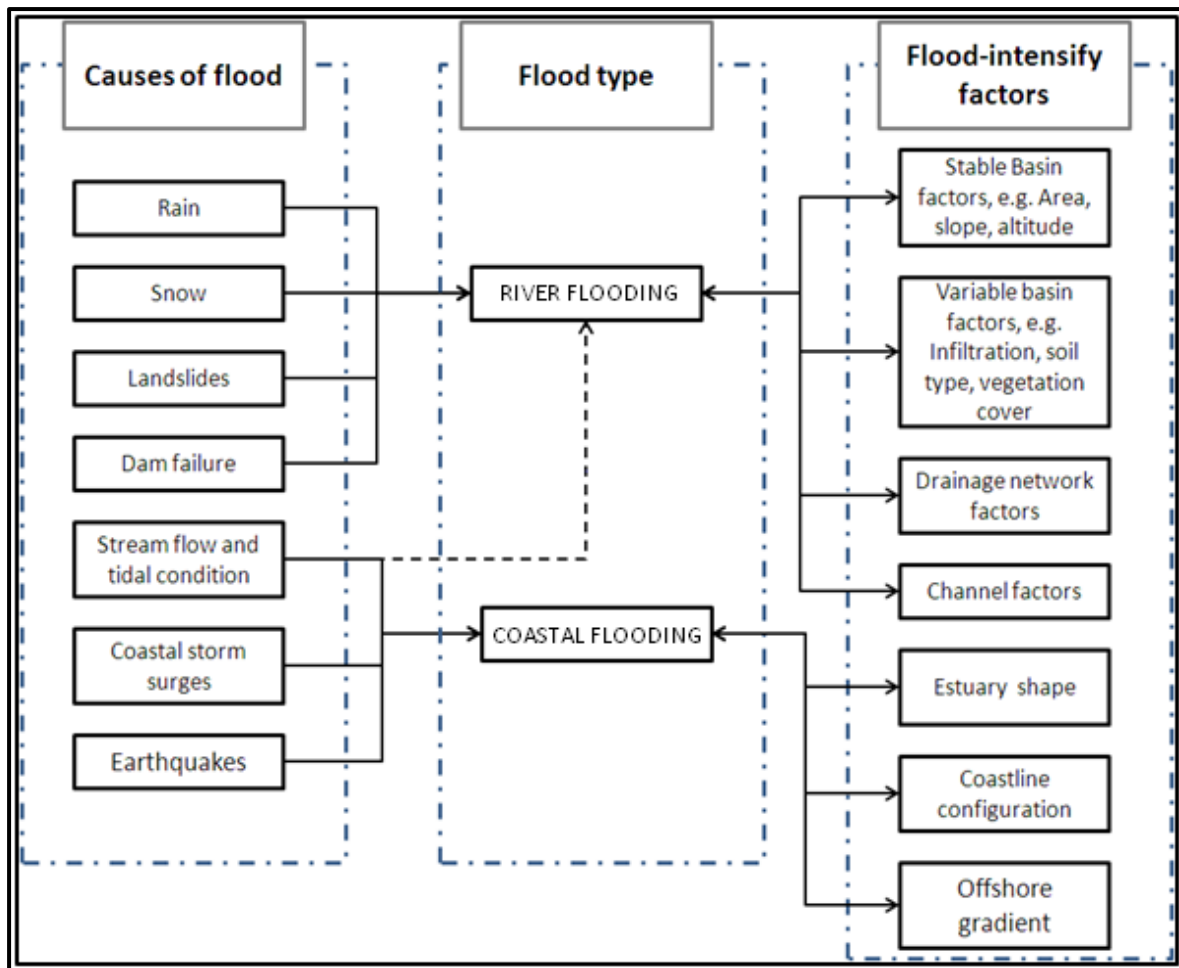 Causes of flood
Rain
Snow
Landslides
Dam failure
Stream flow and
tidal condition
Coastal storm
surges
Earthquakes
Flood type
RIVER FLOODING
COASTAL FLOODING
Flood-intensify
factors
Stable Basin
factors, e.g. Area,
slope, altitude
Variable basin
factors, e.g.
Infiltration, soil
type, vegetation
cover
Drainage network
factors
Channel factors
Estuary shape
Coastline
configuration
Offshore
gradient